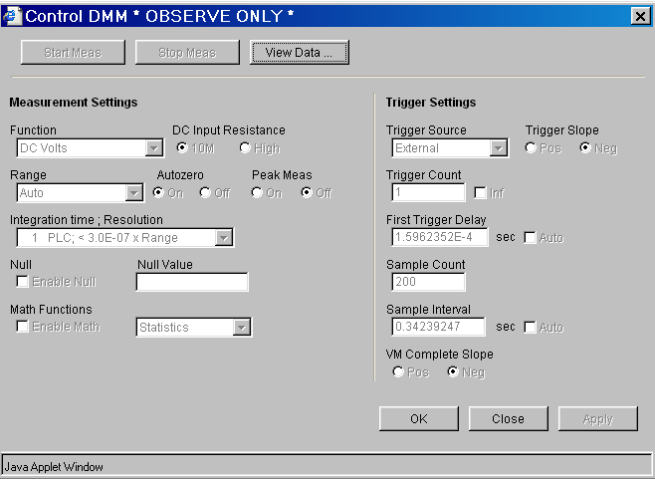 Control DMM * OBSERVE ONLY *
Start Meas Stop Meas View Data ...
Measurement Settings
Function DC Input Resistance
DC Volts 10M High
Range Autozero Peak Meas
Auto On Off On Off
Integration time ; Resolution
1 PLC; < 3.0E-07 x Range
Null Null Value
Enable Null
Math Functions
Enable Math Statistics
Trigger Settings
Trigger Source Trigger Slope
External Pos Neg
Trigger Count
1 Inf
First Trigger Delay
1.5962352E-4 sec Auto
Sample Count
200
Sample Interval
0.34239247 sec Auto
VM Complete Slope
Pos Neg
OK Close Apply
Java Applet Window